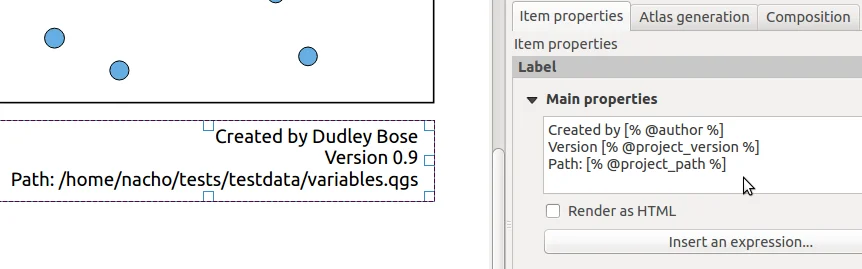 Item properties
Atlas generation
Composition
Item properties
Label
Main properties
Created by [% @author %]
Version [% @project_version %]
Path: [% @project_path %]
Render as HTML
Insert an expression...
Created by Dudley Bose
Version 0.9
Path: /home/nacho/tests/testdata/variables.qgs